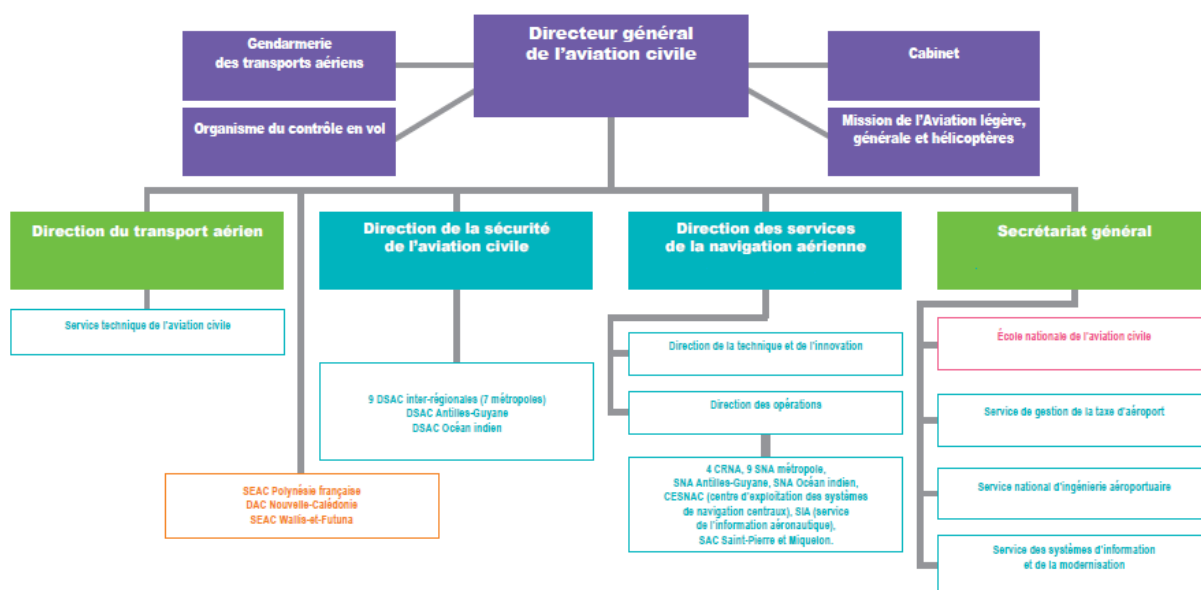 Directeur général
de l'aviation civile
Gendarmerie
des transports aériens
Cabinet
Organisme du contrôle en vol
Mission de l'Aviation légère,
générale et hélicoptères
Direction du transport aérien
Direction de la sécurité
de l'aviation civile
Direction des services
de la navigation aérienne
Secrétariat général
Service technique de l'aviation civile
9 DSAC inter-régionales (7 métropoles)
DSAC Antilles-Guyane
DSAC Océan indien
SEAC Polynésie française
DAC Nouvelle-Calédonie
SEAC Wallis-et-Futuna
Direction de la technique et de l'innovation
Direction des opérations
4 CRNA, 9 SNA métropole,
SNA Antilles-Guyane, SNA Océan indien,
CESNAC (centre d'exploitation des systèmes
de navigation centraux), SIA (service
de l'information aéronautique),
SAC Saint-Pierre et Miquelon.
École nationale de l'aviation civile
Service de gestion de la taxe d'aéroport
Service national d'ingénierie aéroportuaire
Service des systèmes d'information
et de la modernisation